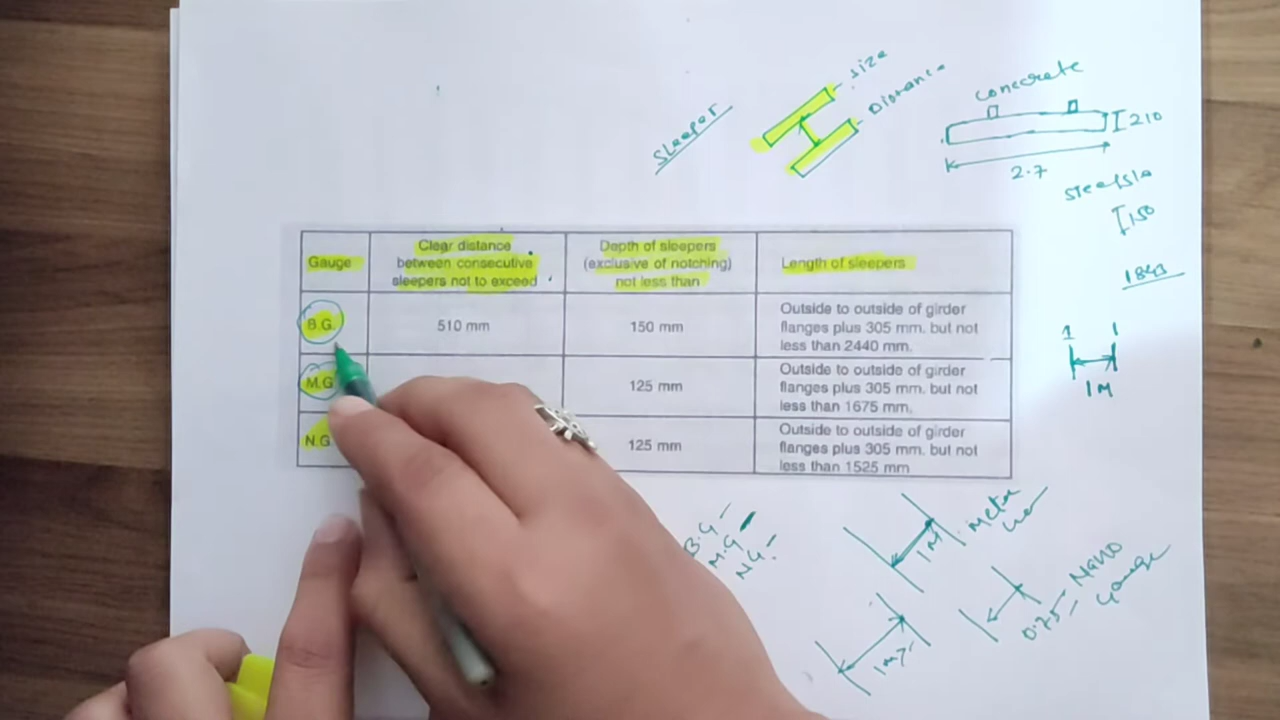 Sleeper
size
Distance
Concrete
210
2.7
150
1843
1 1
1M
Gauge
Clear distance
between consecutive
sleepers not to exceed
Depth of sleepers
(exclusive of notching)
not less than
Length of sleepers
B.G.
510 mm
150 mm
Outside to outside of girder
flanges plus 305 mm. but not
less than 2440 mm.
M.G
125 mm
Outside to outside of girder
flanges plus 305 mm. but not
less than 1675 mm.
N.G
125 mm
Outside to outside of girder
flanges plus 305 mm. but not
less than 1525 mm
B.G
M.G
N.G
1M
1M
0.75
Gauge